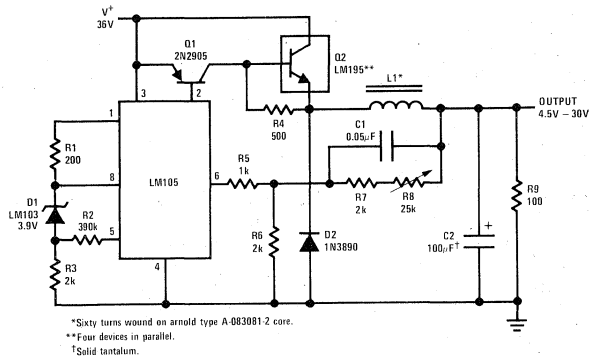 V+
36V
Q1
2N2905
Q2
LM195**
L1*
OUTPUT
4.5V – 30V
3
2
1
R4
500
C1
0.05μF
R1
200
R5
1k
8
LM105
6
R7
2k
R8
25k
R9
100
D1
LM103
3.9V
R2
390k
5
R6
2k
D2
1N3890
C2
100μF†
+
R3
2k
4
*Sixty turns wound on arnold type A-083081-2 core.
**Four devices in parallel.
†Solid tantalum.